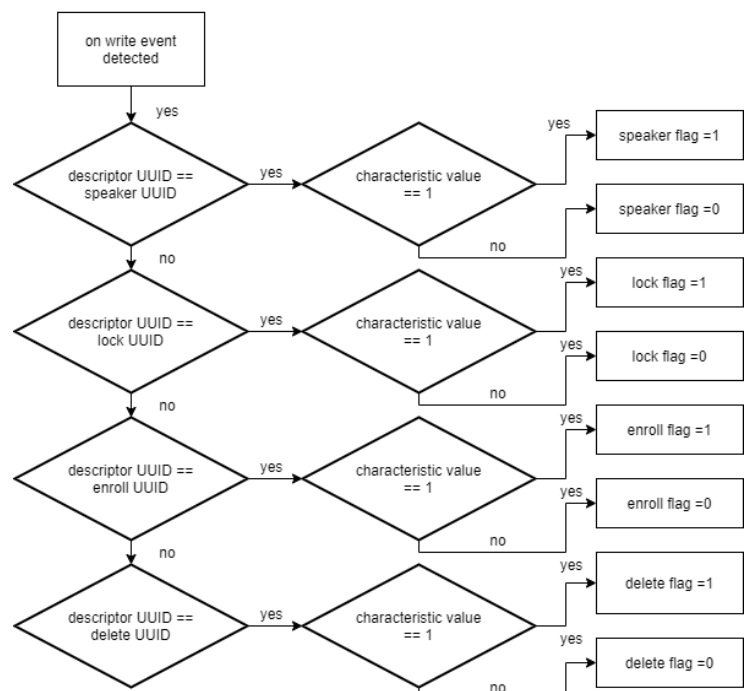 on write event
detected
yes
descriptor UUID ==
speaker UUID
yes
characteristic value
== 1
yes
speaker flag =1
no
speaker flag =0
no
descriptor UUID ==
lock UUID
yes
characteristic value
== 1
yes
lock flag =1
yes
no
lock flag =0
no
descriptor UUID ==
enroll UUID
yes
characteristic value
== 1
yes
enroll flag =1
yes
no
enroll flag =0
no
descriptor UUID ==
delete UUID
yes
characteristic value
== 1
yes
delete flag =1
yes
no
delete flag =0